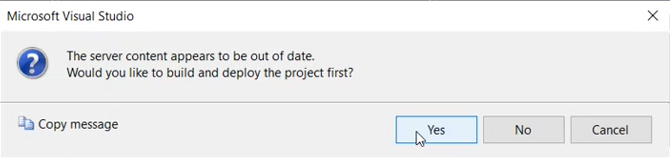 Microsoft Visual Studio
The server content appears to be out of date.
Would you like to build and deploy the project first?
Copy message
Yes
No
Cancel